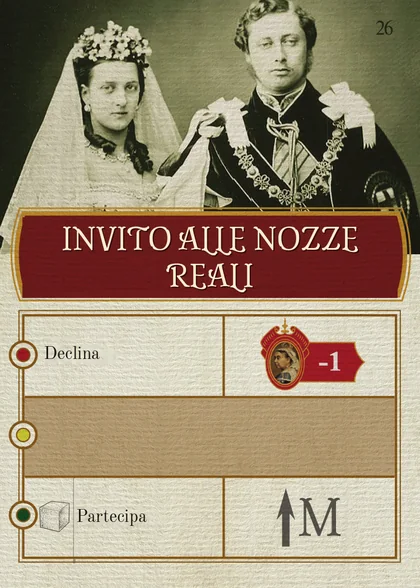 26
INVITO ALLE NOZZE
REALI
Declina
-1
Partecipa
M